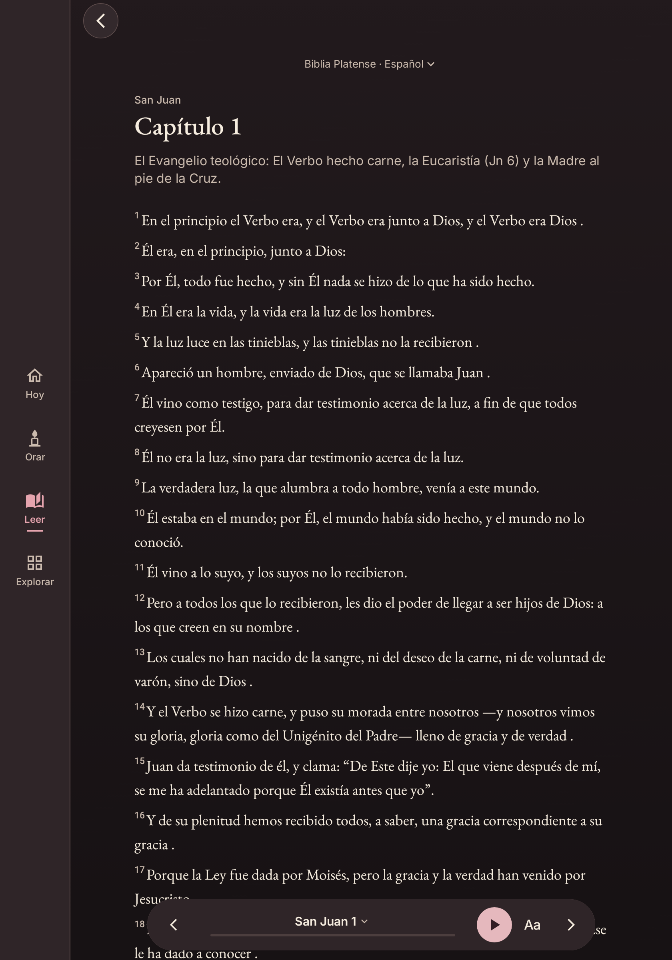 Biblia Platense · Español
San Juan
Capítulo 1
El Evangelio teológico: El Verbo hecho carne, la Eucaristía (Jn 6) y la Madre al
pie de la Cruz.
1 En el principio el Verbo era, y el Verbo era junto a Dios, y el Verbo era Dios .
2 Él era, en el principio, junto a Dios:
3 Por Él, todo fue hecho, y sin Él nada se hizo de lo que ha sido hecho.
4 En Él era la vida, y la vida era la luz de los hombres.
5 Y la luz luce en las tinieblas, y las tinieblas no la recibieron .
6 Apareció un hombre, enviado de Dios, que se llamaba Juan .
7 Él vino como testigo, para dar testimonio acerca de la luz, a fin de que todos
creyesen por Él.
8 Él no era la luz, sino para dar testimonio acerca de la luz.
9 La verdadera luz, la que alumbra a todo hombre, venía a este mundo.
10 Él estaba en el mundo; por Él, el mundo había sido hecho, y el mundo no lo
conoció.
11 Él vino a lo suyo, y los suyos no lo recibieron.
12 Pero a todos los que lo recibieron, les dio el poder de llegar a ser hijos de Dios: a
los que creen en su nombre .
13 Los cuales no han nacido de la sangre, ni del deseo de la carne, ni de voluntad de
varón, sino de Dios .
14 Y el Verbo se hizo carne, y puso su morada entre nosotros —y nosotros vimos
su gloria, gloria como del Unigénito del Padre— lleno de gracia y de verdad .
15 Juan da testimonio de él, y clama: “De Este dije yo: El que viene después de mí,
se me ha adelantado porque Él existía antes que yo”.
16 Y de su plenitud hemos recibido todos, a saber, una gracia correspondiente a su
gracia .
17 Porque la Ley fue dada por Moisés, pero la gracia y la verdad han venido por
Jesucristo
18
le ha dado a conocer .
Hoy
Orar
Leer
Explorar
San Juan 1
Aa